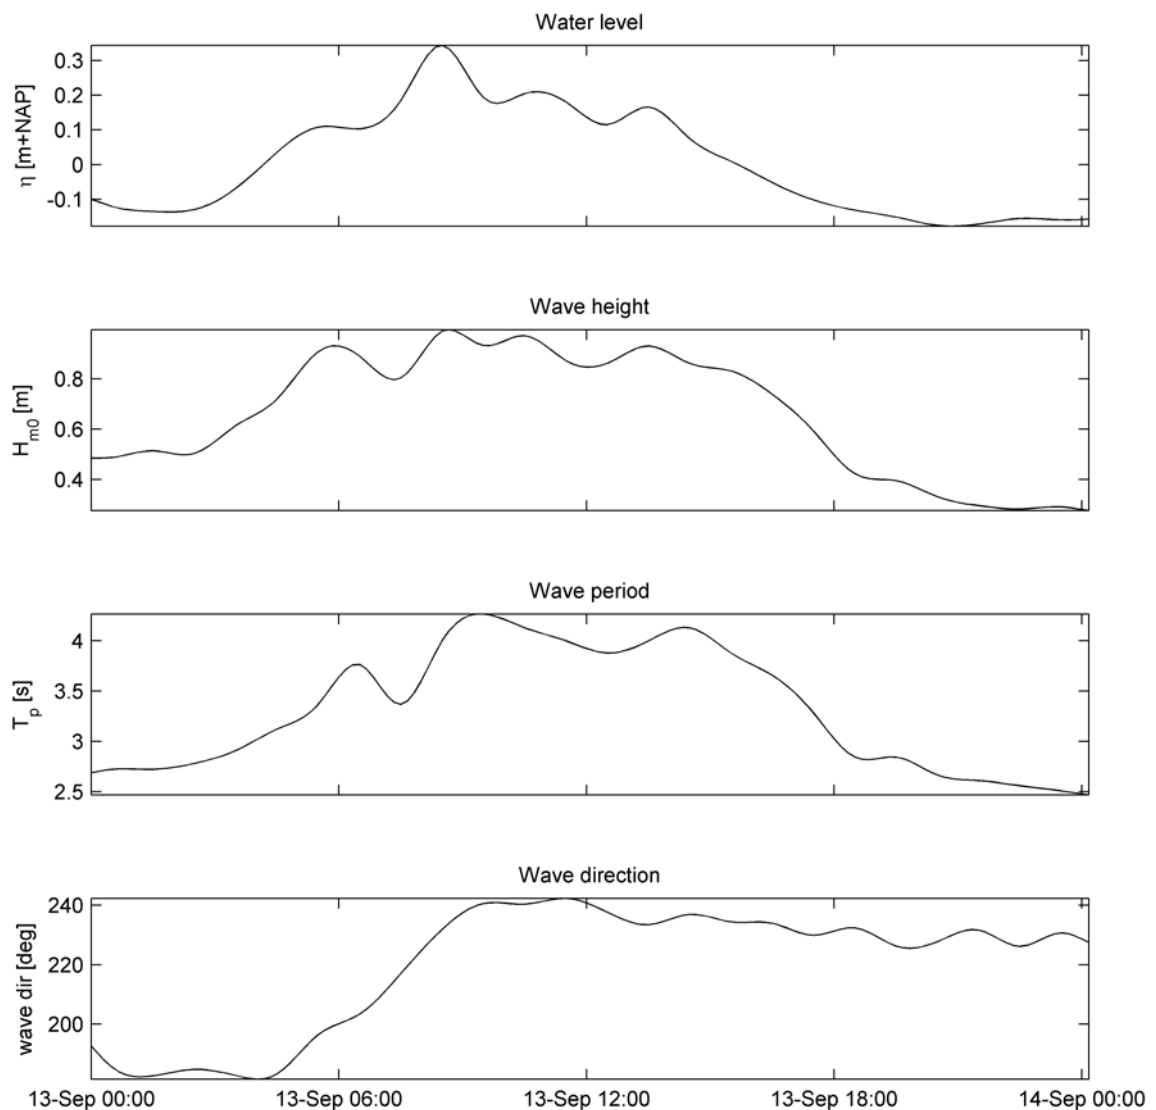 Water level
η [m+NAP]
0.3
0.2
0.1
0
-0.1
Wave height
H_m0 [m]
0.8
0.6
0.4
Wave period
T_p [s]
4
3.5
3
2.5
Wave direction
wave dir [deg]
240
220
200
13-Sep 00:00 13-Sep 06:00 13-Sep 12:00 13-Sep 18:00 14-Sep 00:00